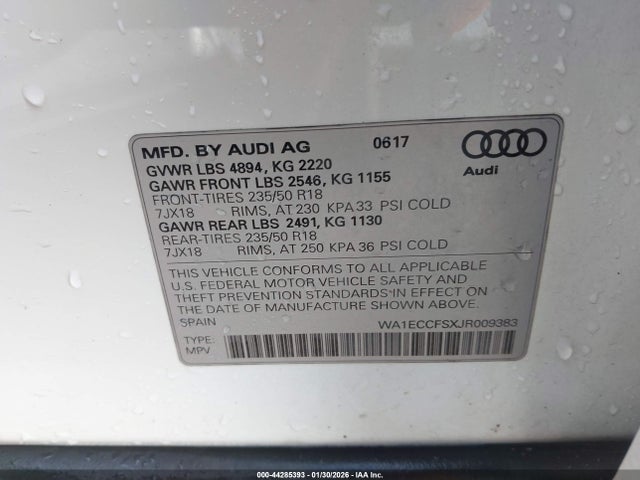 MFD. BY AUDI AG 0617
GVWR LBS 4894, KG 2220
GAWR FRONT LBS 2546, KG 1155
FRONT-TIRES 235/50 R18
7JX18 RIMS, AT 230 KPA 33 PSI COLD
GAWR REAR LBS 2491, KG 1130
REAR-TIRES 235/50 R18
7JX18 RIMS, AT 250 KPA 36 PSI COLD
Audi
THIS VEHICLE CONFORMS TO ALL APPLICABLE
U.S. FEDERAL MOTOR VEHICLE SAFETY AND
THEFT PREVENTION STANDARDS IN EFFECT ON
THE DATE OF MANUFACTURE SHOWN ABOVE.
SPAIN WA1ECCFSXJR009383
TYPE:
MPV
000-44285393 - 01/30/2026 - IAA Inc.